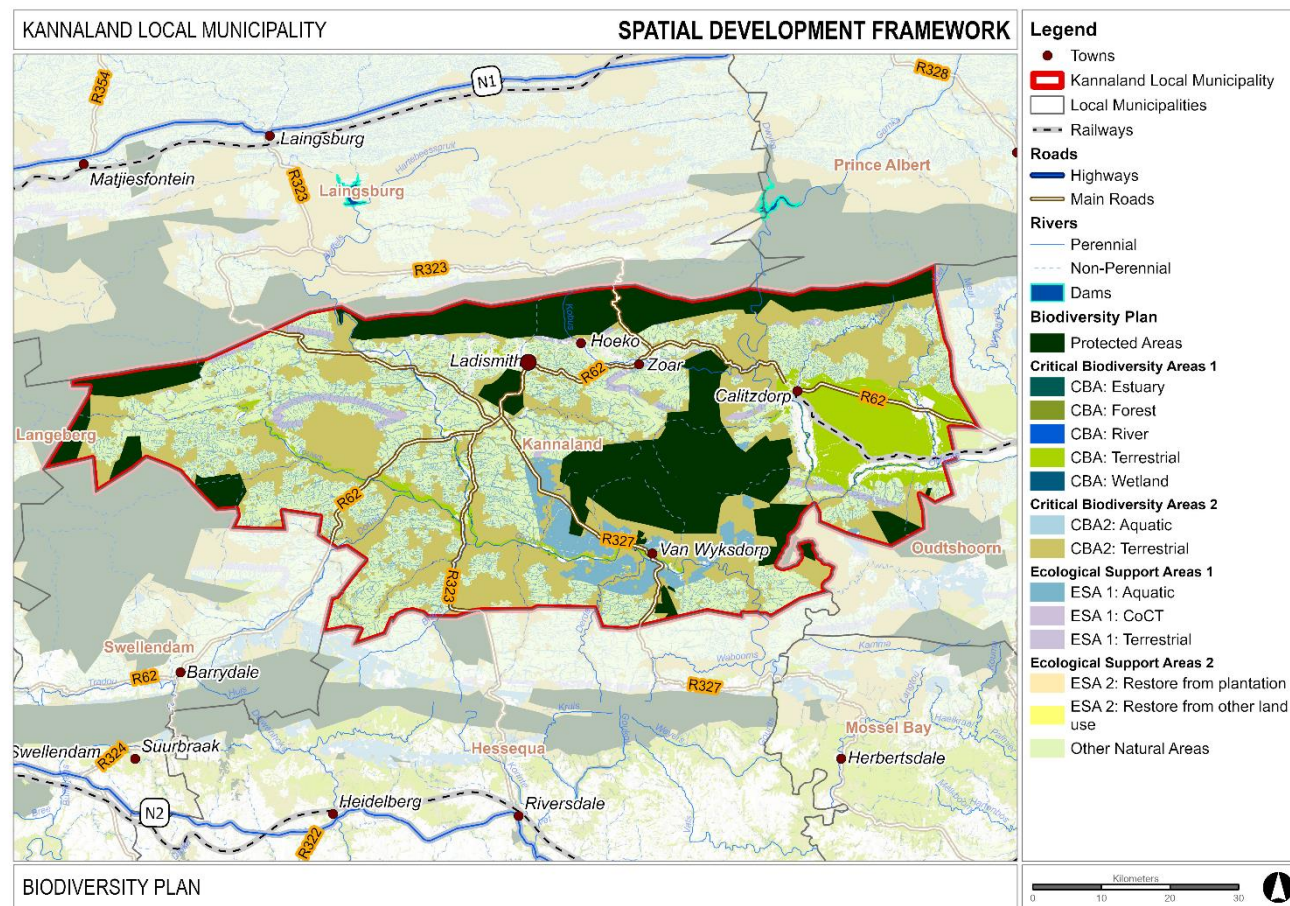 KANNALAND LOCAL MUNICIPALITY
SPATIAL DEVELOPMENT FRAMEWORK
R354
N1
R328
Laingsburg
Matjiesfontein
R323
Laingsburg
Prince Albert
R323
Hoeko
Ladismith
R62
Zoar
Calitzdorp
R62
Langeberg
Kannaland
R62
R327
Van Wyksdorp
Oudtshoorn
R323
Swellendam
Barrydale
R62
R327
Kamma
Mossel Bay
Swellendam
R324
Suurbraak
Hessequa
Herbertsdale
N2
Heidelberg
Riversdale
R322
BIODIVERSITY PLAN
Legend
Towns
Kannaland Local Municipality
Local Municipalities
Railways
Roads
Highways
Main Roads
Rivers
Perennial
Non-Perennial
Dams
Biodiversity Plan
Protected Areas
Critical Biodiversity Areas 1
CBA: Estuary
CBA: Forest
CBA: River
CBA: Terrestrial
CBA: Wetland
Critical Biodiversity Areas 2
CBA2: Aquatic
CBA2: Terrestrial
Ecological Support Areas 1
ESA 1: Aquatic
ESA 1: CoCT
ESA 1: Terrestrial
Ecological Support Areas 2
ESA 2: Restore from plantation
ESA 2: Restore from other land
use
Other Natural Areas
Kilometers
0 10 20 30